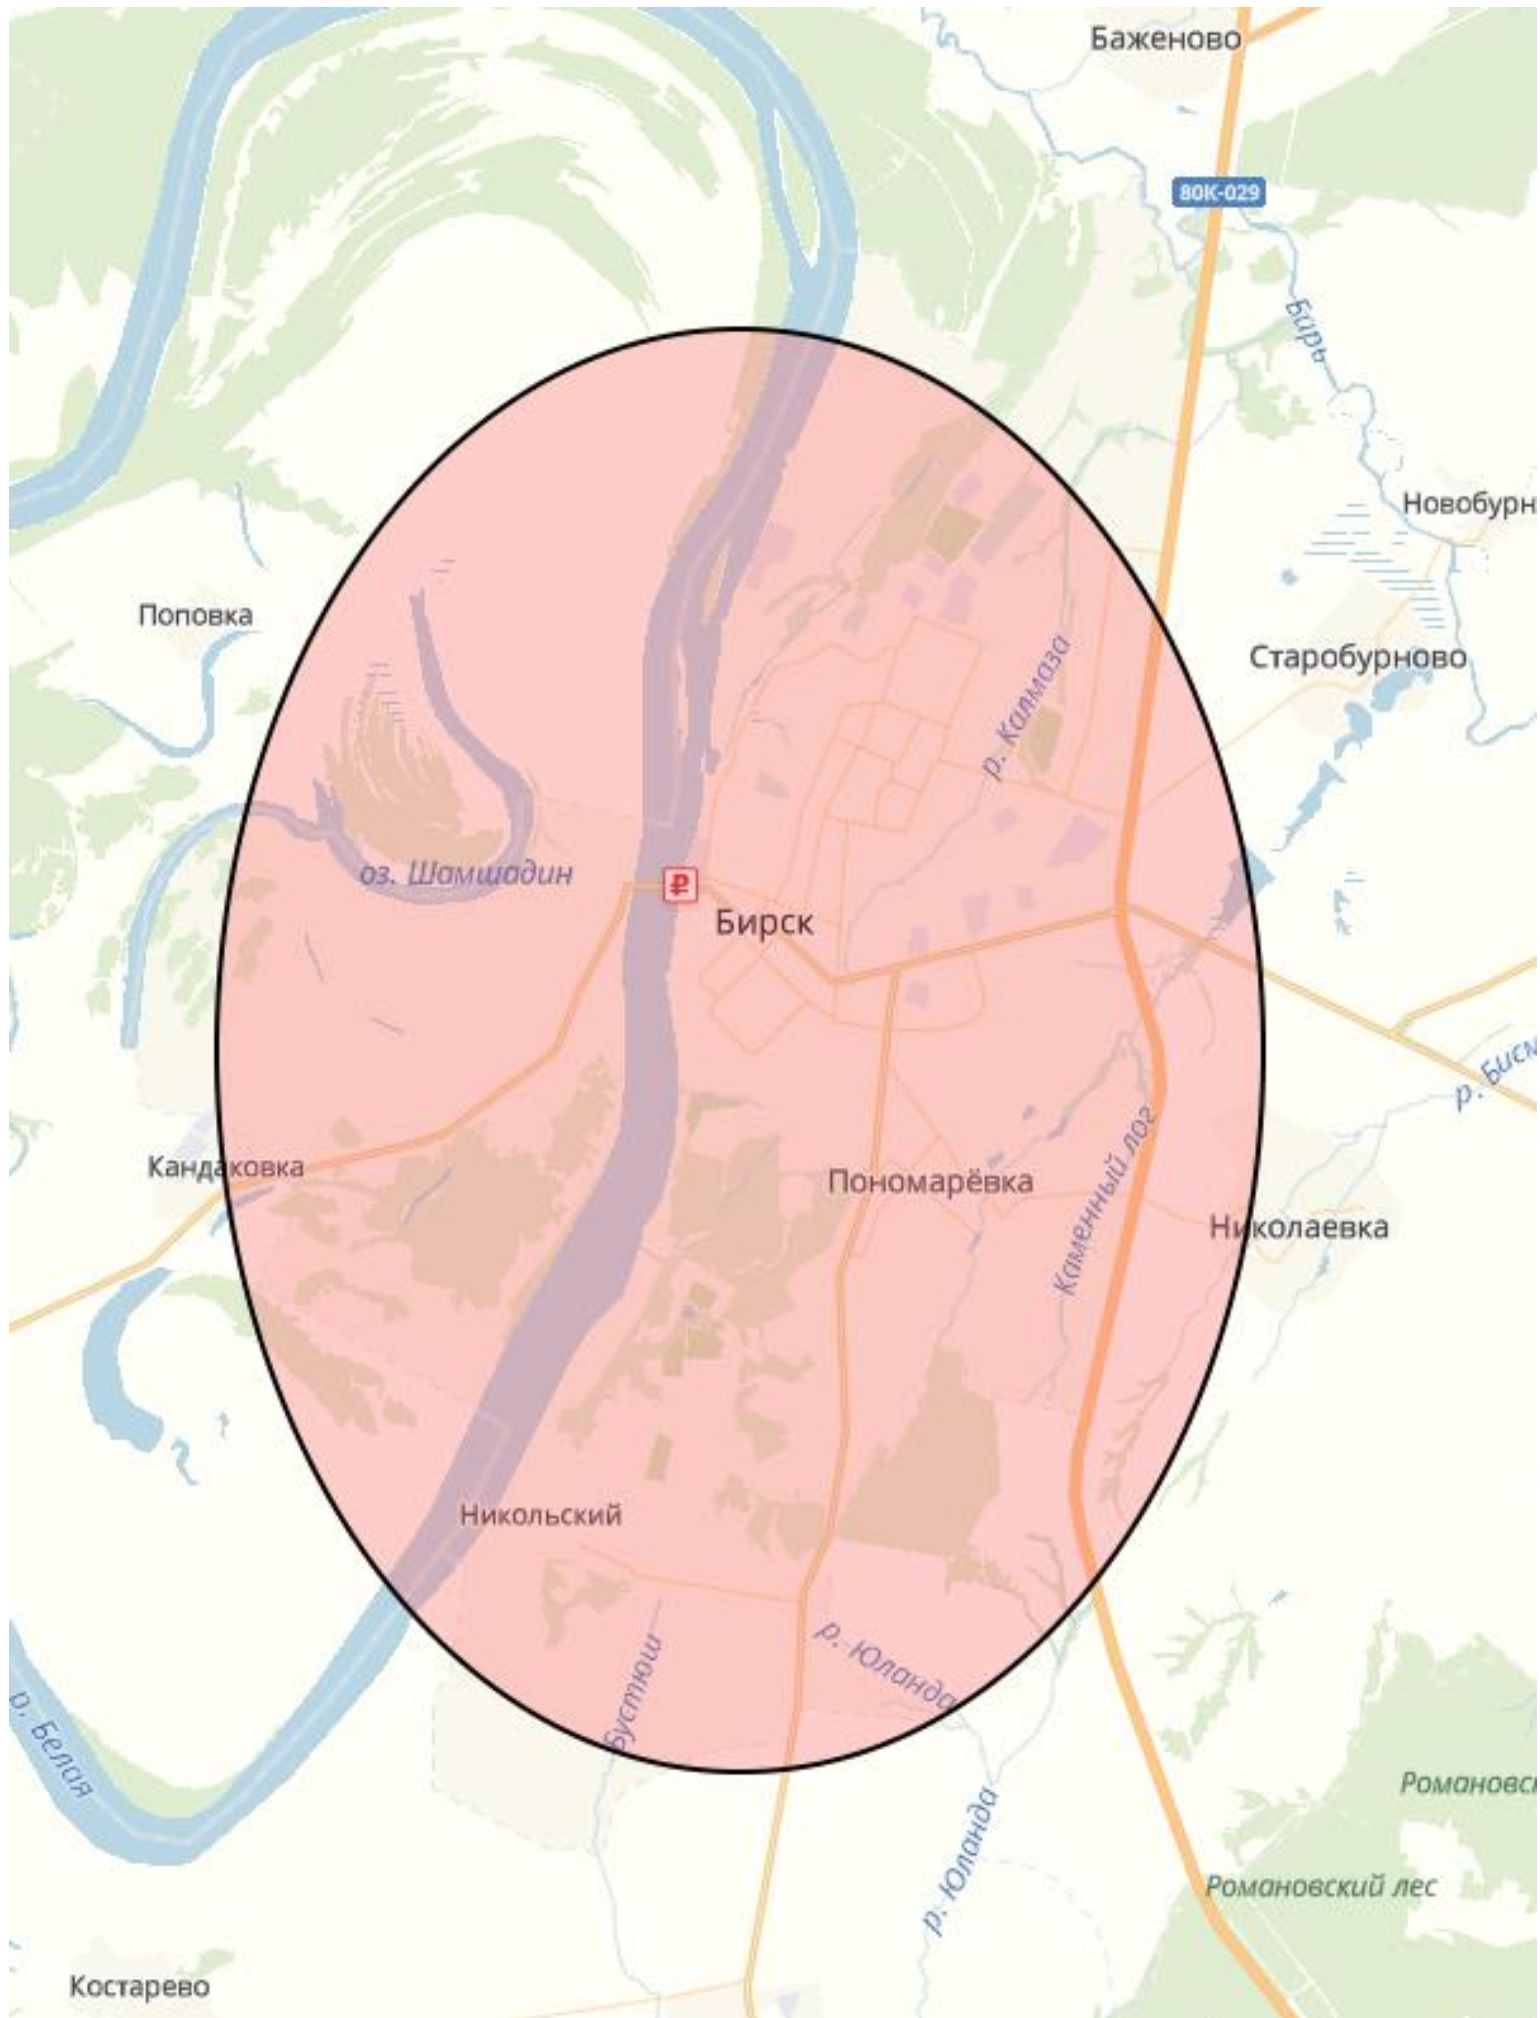 Баженово
80К-029
Бирь
Новобурн
Поповка
Старобурново
р. Калмаза
оз. Шамшадин
₽
Бирск
р. Бисм
Кандаковка
Пономарёвка
Каменный лог
Николаевка
Никольский
р. Юланда
Бустюш
р. Белая
Романовск
р. Юланда
Романовский лес
Костарево